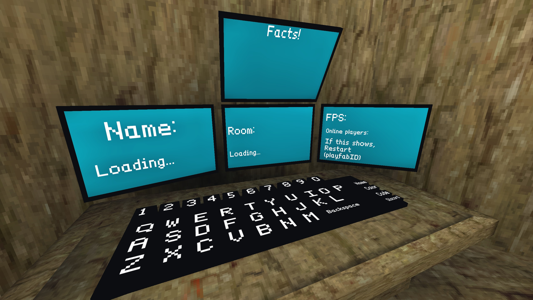 Facts!
Name:
Loading...
Room:
Loading..
FPS:
Online players:
If this shows,
Restart
(playfabID)
1 2 3 4 5 6 7 8 9 0
Q W E R T Y U I O P
A S D F G H J K L
Z X C V B N M
Backspace